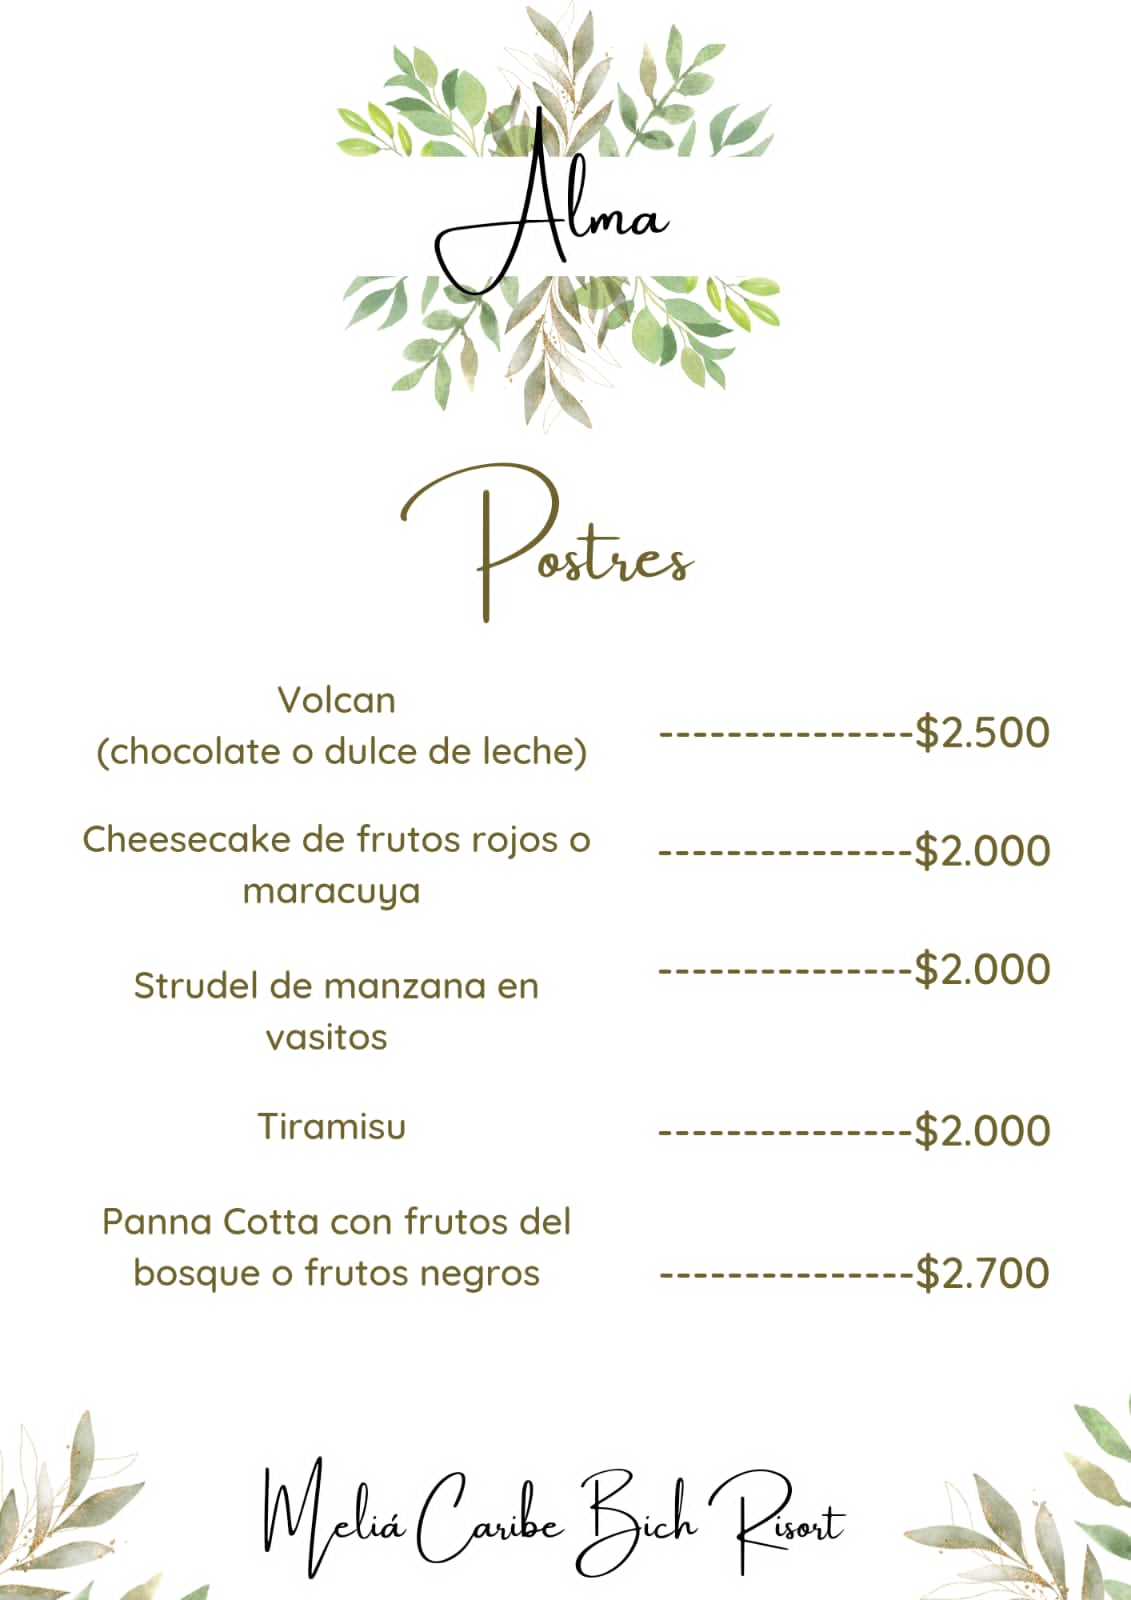 Alma
Postres
Volcan
(chocolate o dulce de leche)
---------------$2.500
Cheesecake de frutos rojos o
maracuya
---------------$2.000
Strudel de manzana en
vasitos
---------------$2.000
Tiramisu
---------------$2.000
Panna Cotta con frutos del
bosque o frutos negros
---------------$2.700
Meliá Caribe Bich Risort